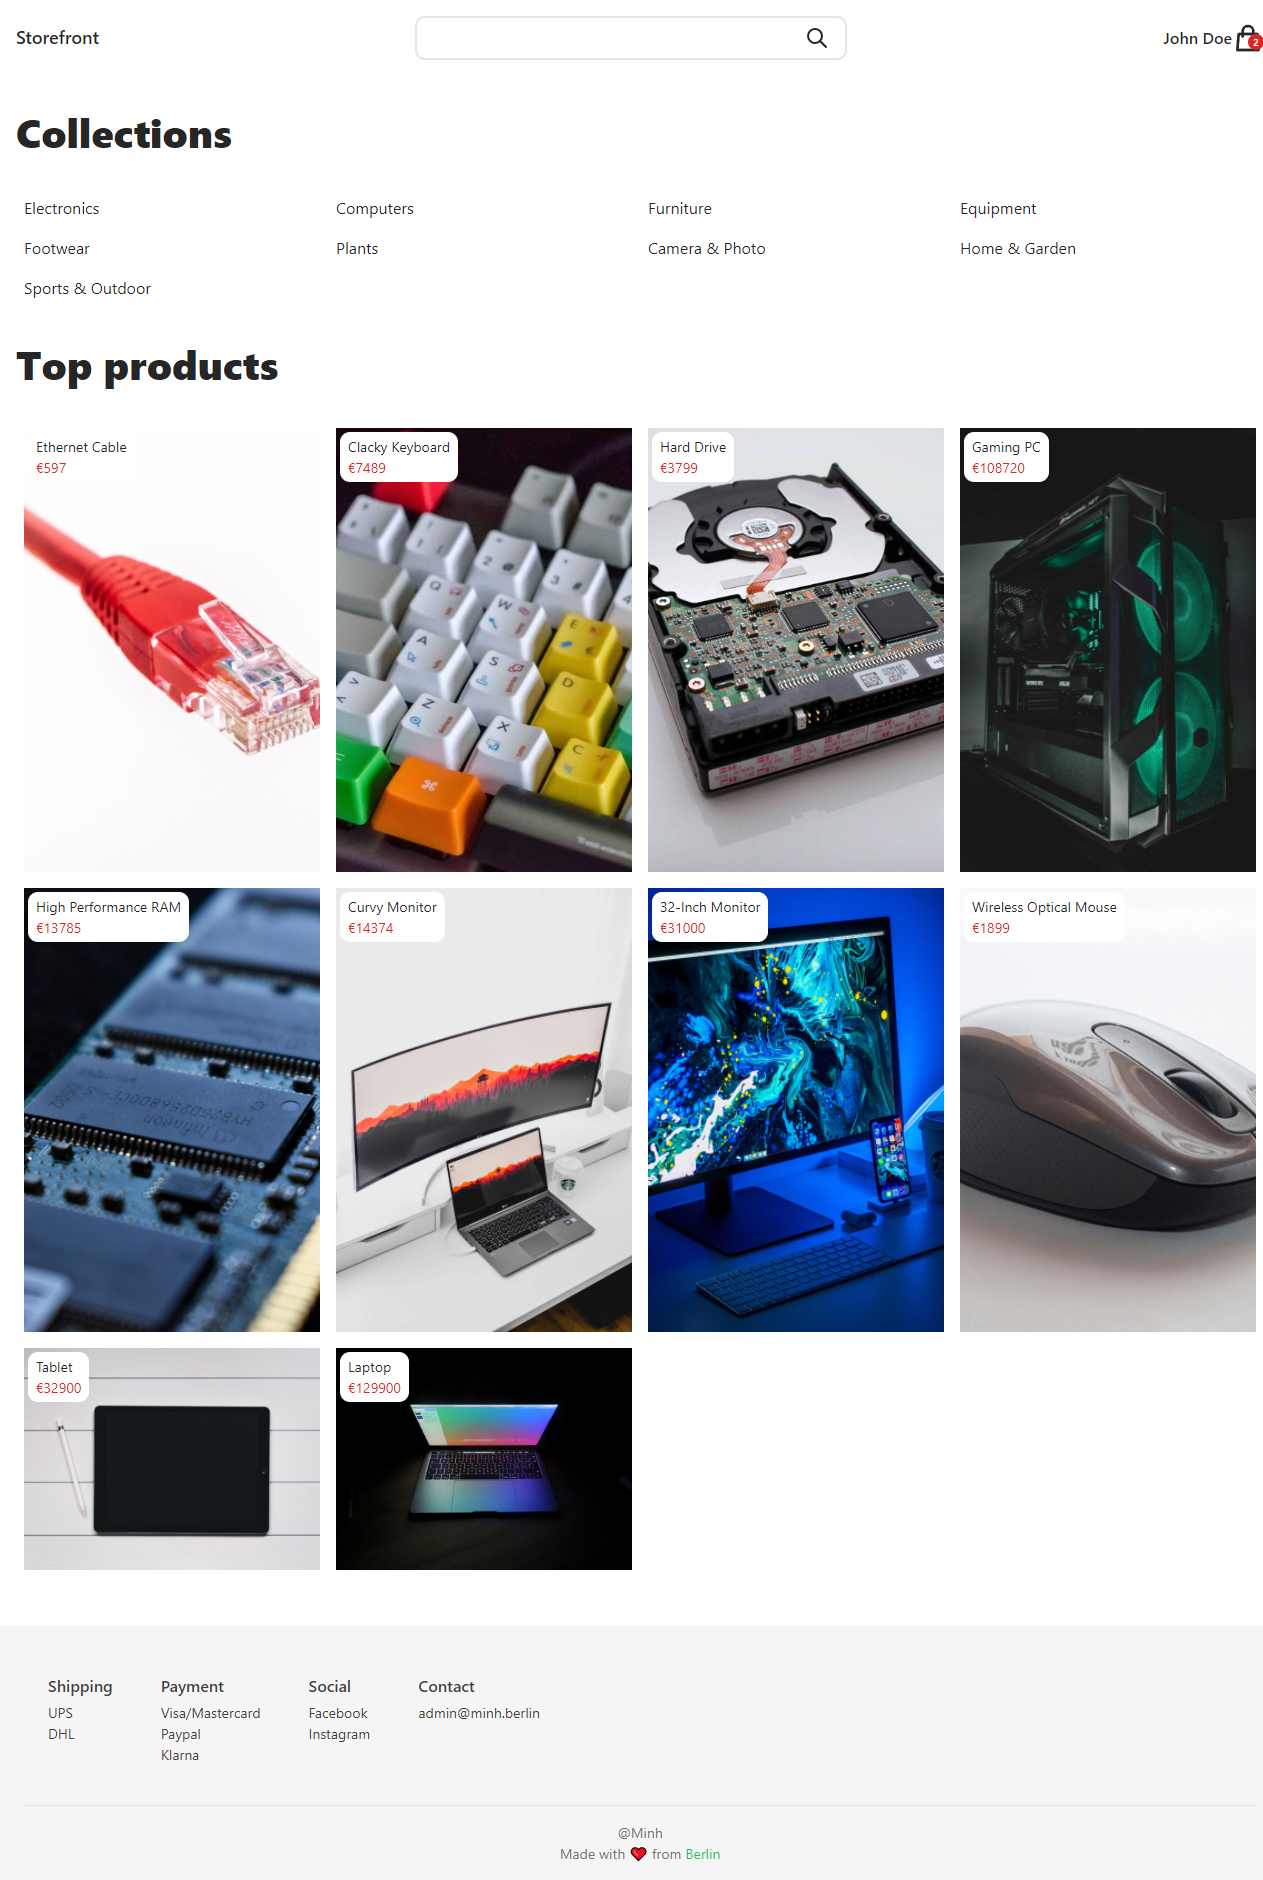 Storefront
John Doe
2
Collections
Electronics
Computers
Furniture
Equipment
Footwear
Plants
Camera & Photo
Home & Garden
Sports & Outdoor
Top products
Ethernet Cable
€597
Clacky Keyboard
€7489
Hard Drive
€3799
Gaming PC
€108720
Q
W
E
3
A
S
D
Z
X
C
High Performance RAM
€13785
Curvy Monitor
€14374
32-Inch Monitor
€31000
Wireless Optical Mouse
€1899
Infineon
Tablet
€32900
Laptop
€129900
Shipping
UPS
DHL
Payment
Visa/Mastercard
Paypal
Klarna
Social
Facebook
Instagram
Contact
admin@minh.berlin
@Minh
Made with ❤ from Berlin